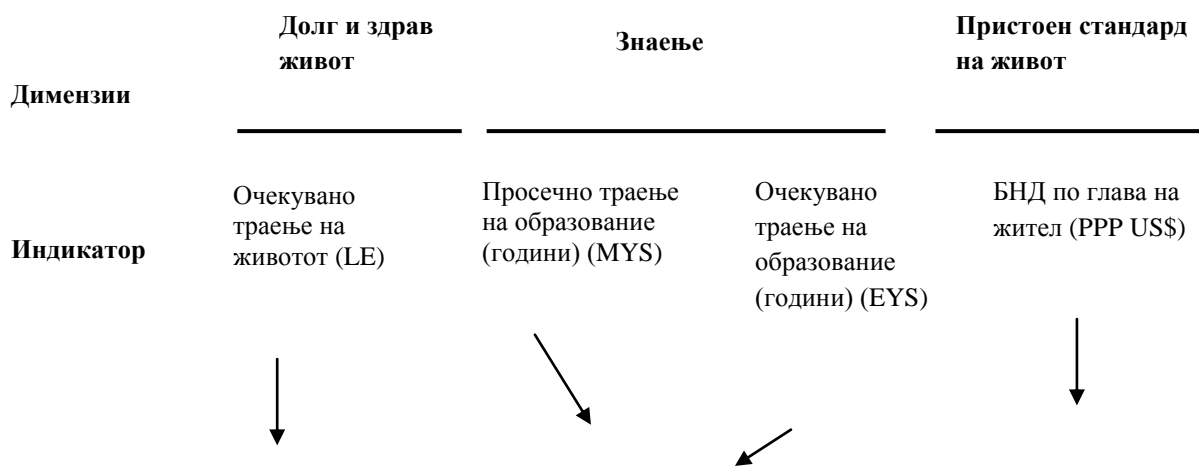 Долг и здрав
живот
Знаење
Пристоен стандард
на живот
Димензии
Очекувано
траење на
животот (LE)
Просечно траење
на образование
(години) (MYS)
Очекувано
траење на
образование
(години) (EYS)
БНД по глава на
жител (PPP US$)
Индикатор